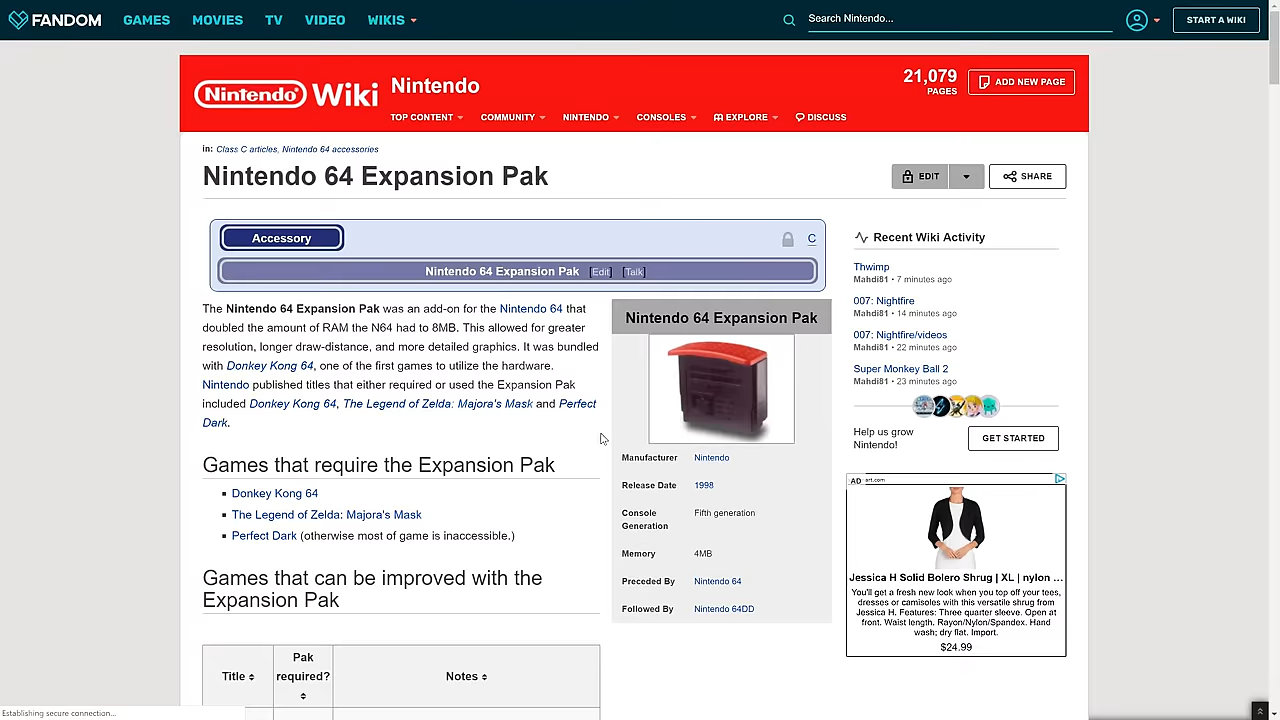 FANDOM GAMES MOVIES TV VIDEO WIKIS Search Nintendo... START A WIKI
Nintendo Wiki Nintendo 21,079 PAGES ADD NEW PAGE
TOP CONTENT COMMUNITY NINTENDO CONSOLES EXPLORE DISCUSS
in: Class C articles, Nintendo 64 accessories
Nintendo 64 Expansion Pak EDIT SHARE
Accessory C
Nintendo 64 Expansion Pak [Edit] [Talk]
The Nintendo 64 Expansion Pak was an add-on for the Nintendo 64 that
doubled the amount of RAM the N64 had to 8MB. This allowed for greater
resolution, longer draw-distance, and more detailed graphics. It was bundled
with Donkey Kong 64, one of the first games to utilize the hardware.
Nintendo published titles that either required or used the Expansion Pak
included Donkey Kong 64, The Legend of Zelda: Majora's Mask and Perfect
Dark.
Games that require the Expansion Pak
Donkey Kong 64
The Legend of Zelda: Majora's Mask
Perfect Dark (otherwise most of game is inaccessible.)
Games that can be improved with the
Expansion Pak
Title Pak required? Notes
Nintendo 64 Expansion Pak
Manufacturer Nintendo
Release Date 1998
Console Generation Fifth generation
Memory 4MB
Preceded By Nintendo 64
Followed By Nintendo 64DD
Recent Wiki Activity
Thwimp
Mahdi81 • 7 minutes ago
007: Nightfire
Mahdi81 • 14 minutes ago
007: Nightfire/videos
Mahdi81 • 22 minutes ago
Super Monkey Ball 2
Mahdi81 • 23 minutes ago
Help us grow
Nintendo!
GET STARTED
AD art.com
Jessica H Solid Bolero Shrug | XL | nylon ...
You'll get a fresh new look when you top off your tees,
dresses or camisoles with this versatile shrug from
Jessica H. Features: Three quarter sleeve. Open at
front. Waist length. Rayon/Nylon/Spandex. Hand
wash; dry flat. Import.
$24.99
Establishing secure connection...